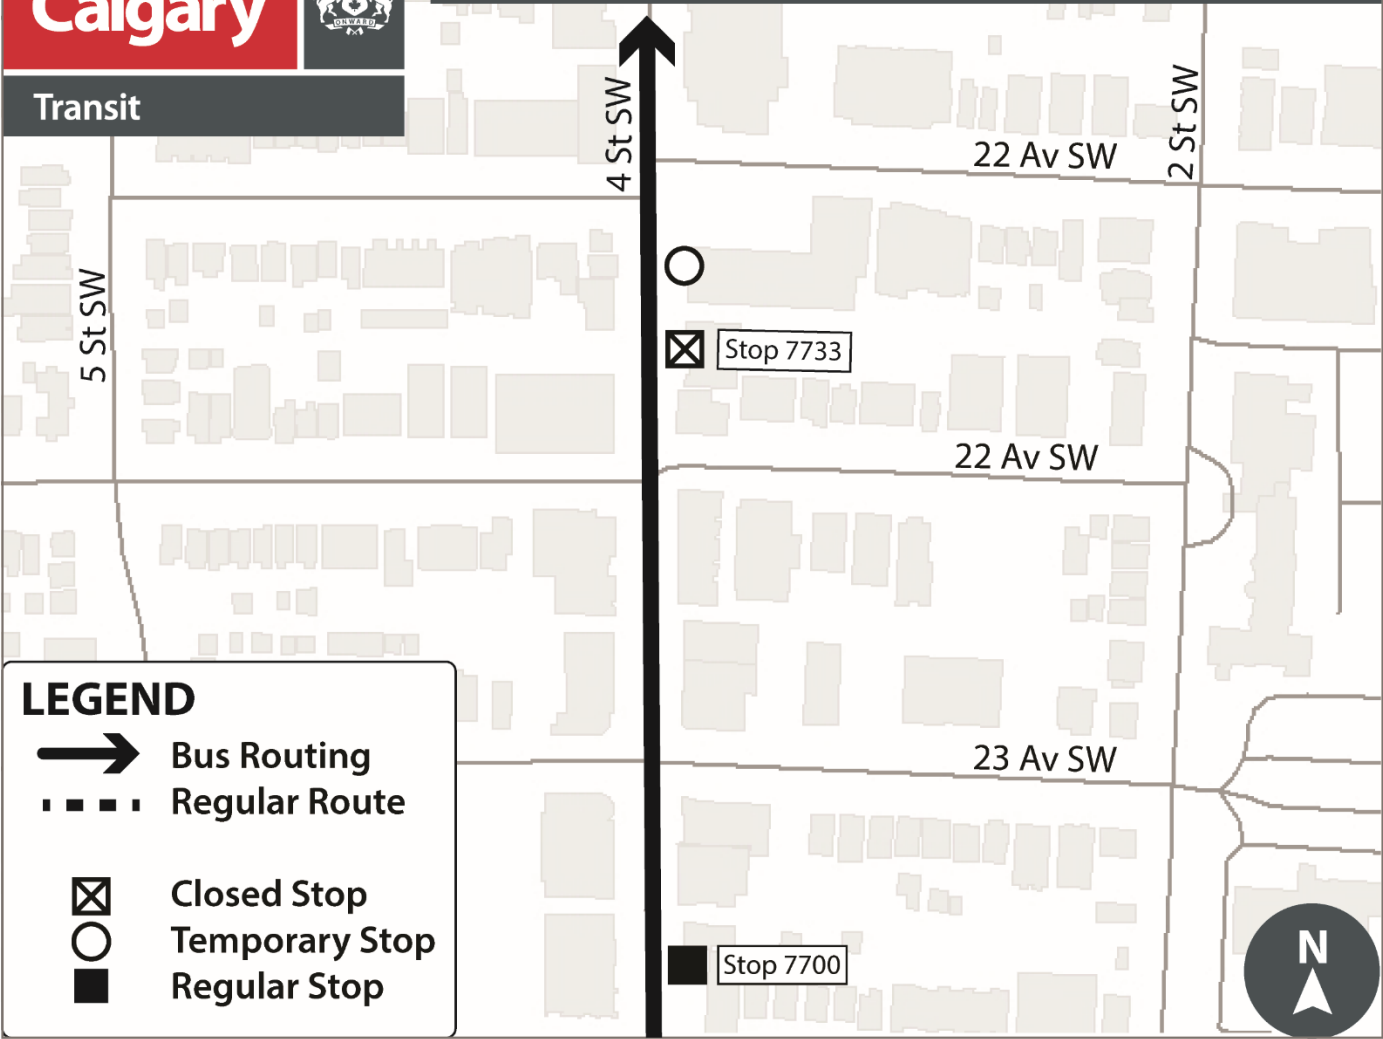 Calgary
ONWARD
Transit
4 St SW
2 St SW
22 Av SW
5 St SW
Stop 7733
22 Av SW
23 Av SW
Stop 7700
LEGEND
Bus Routing
Regular Route
Closed Stop
Temporary Stop
Regular Stop
N